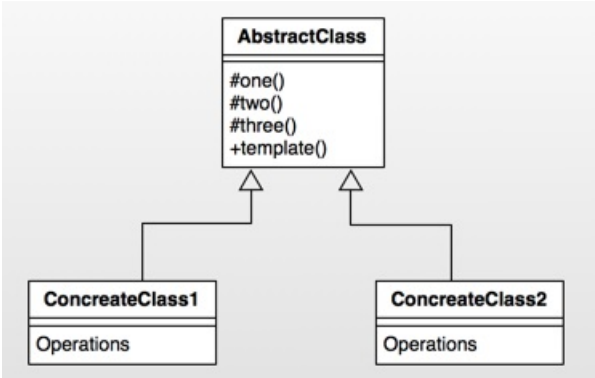 AbstractClass
#one()
#two()
#three()
+template()
ConcreateClass1
Operations
ConcreateClass2
Operations